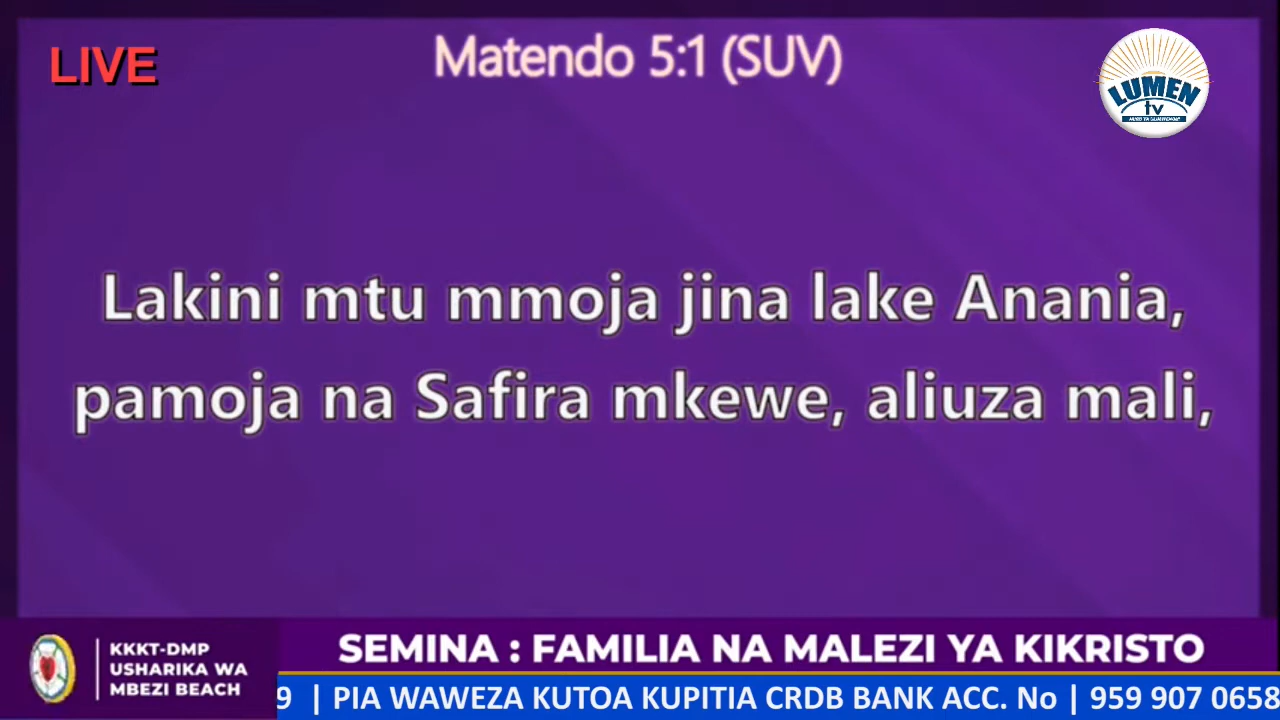 LIVE
Matendo 5:1 (SUV)
LUMEN
tv
Lakini mtu mmoja jina lake Anania,
pamoja na Safira mkewe, aliuza mali,
KKKT-DMP
USHARIKA WA
MBEZI BEACH
SEMINA : FAMILIA NA MALEZI YA KIKRISTO
9 | PIA WAWEZA KUTOA KUPITIA CRDB BANK ACC. No | 959 907 0658